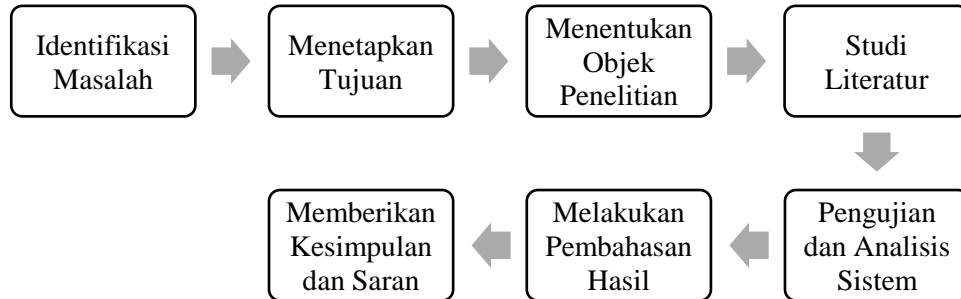 Identifikasi
Masalah
Menetapkan
Tujuan
Menentukan
Objek
Penelitian
Studi
Literatur
Pengujian
dan Analisis
Sistem
Melakukan
Pembahasan
Hasil
Memberikan
Kesimpulan
dan Saran